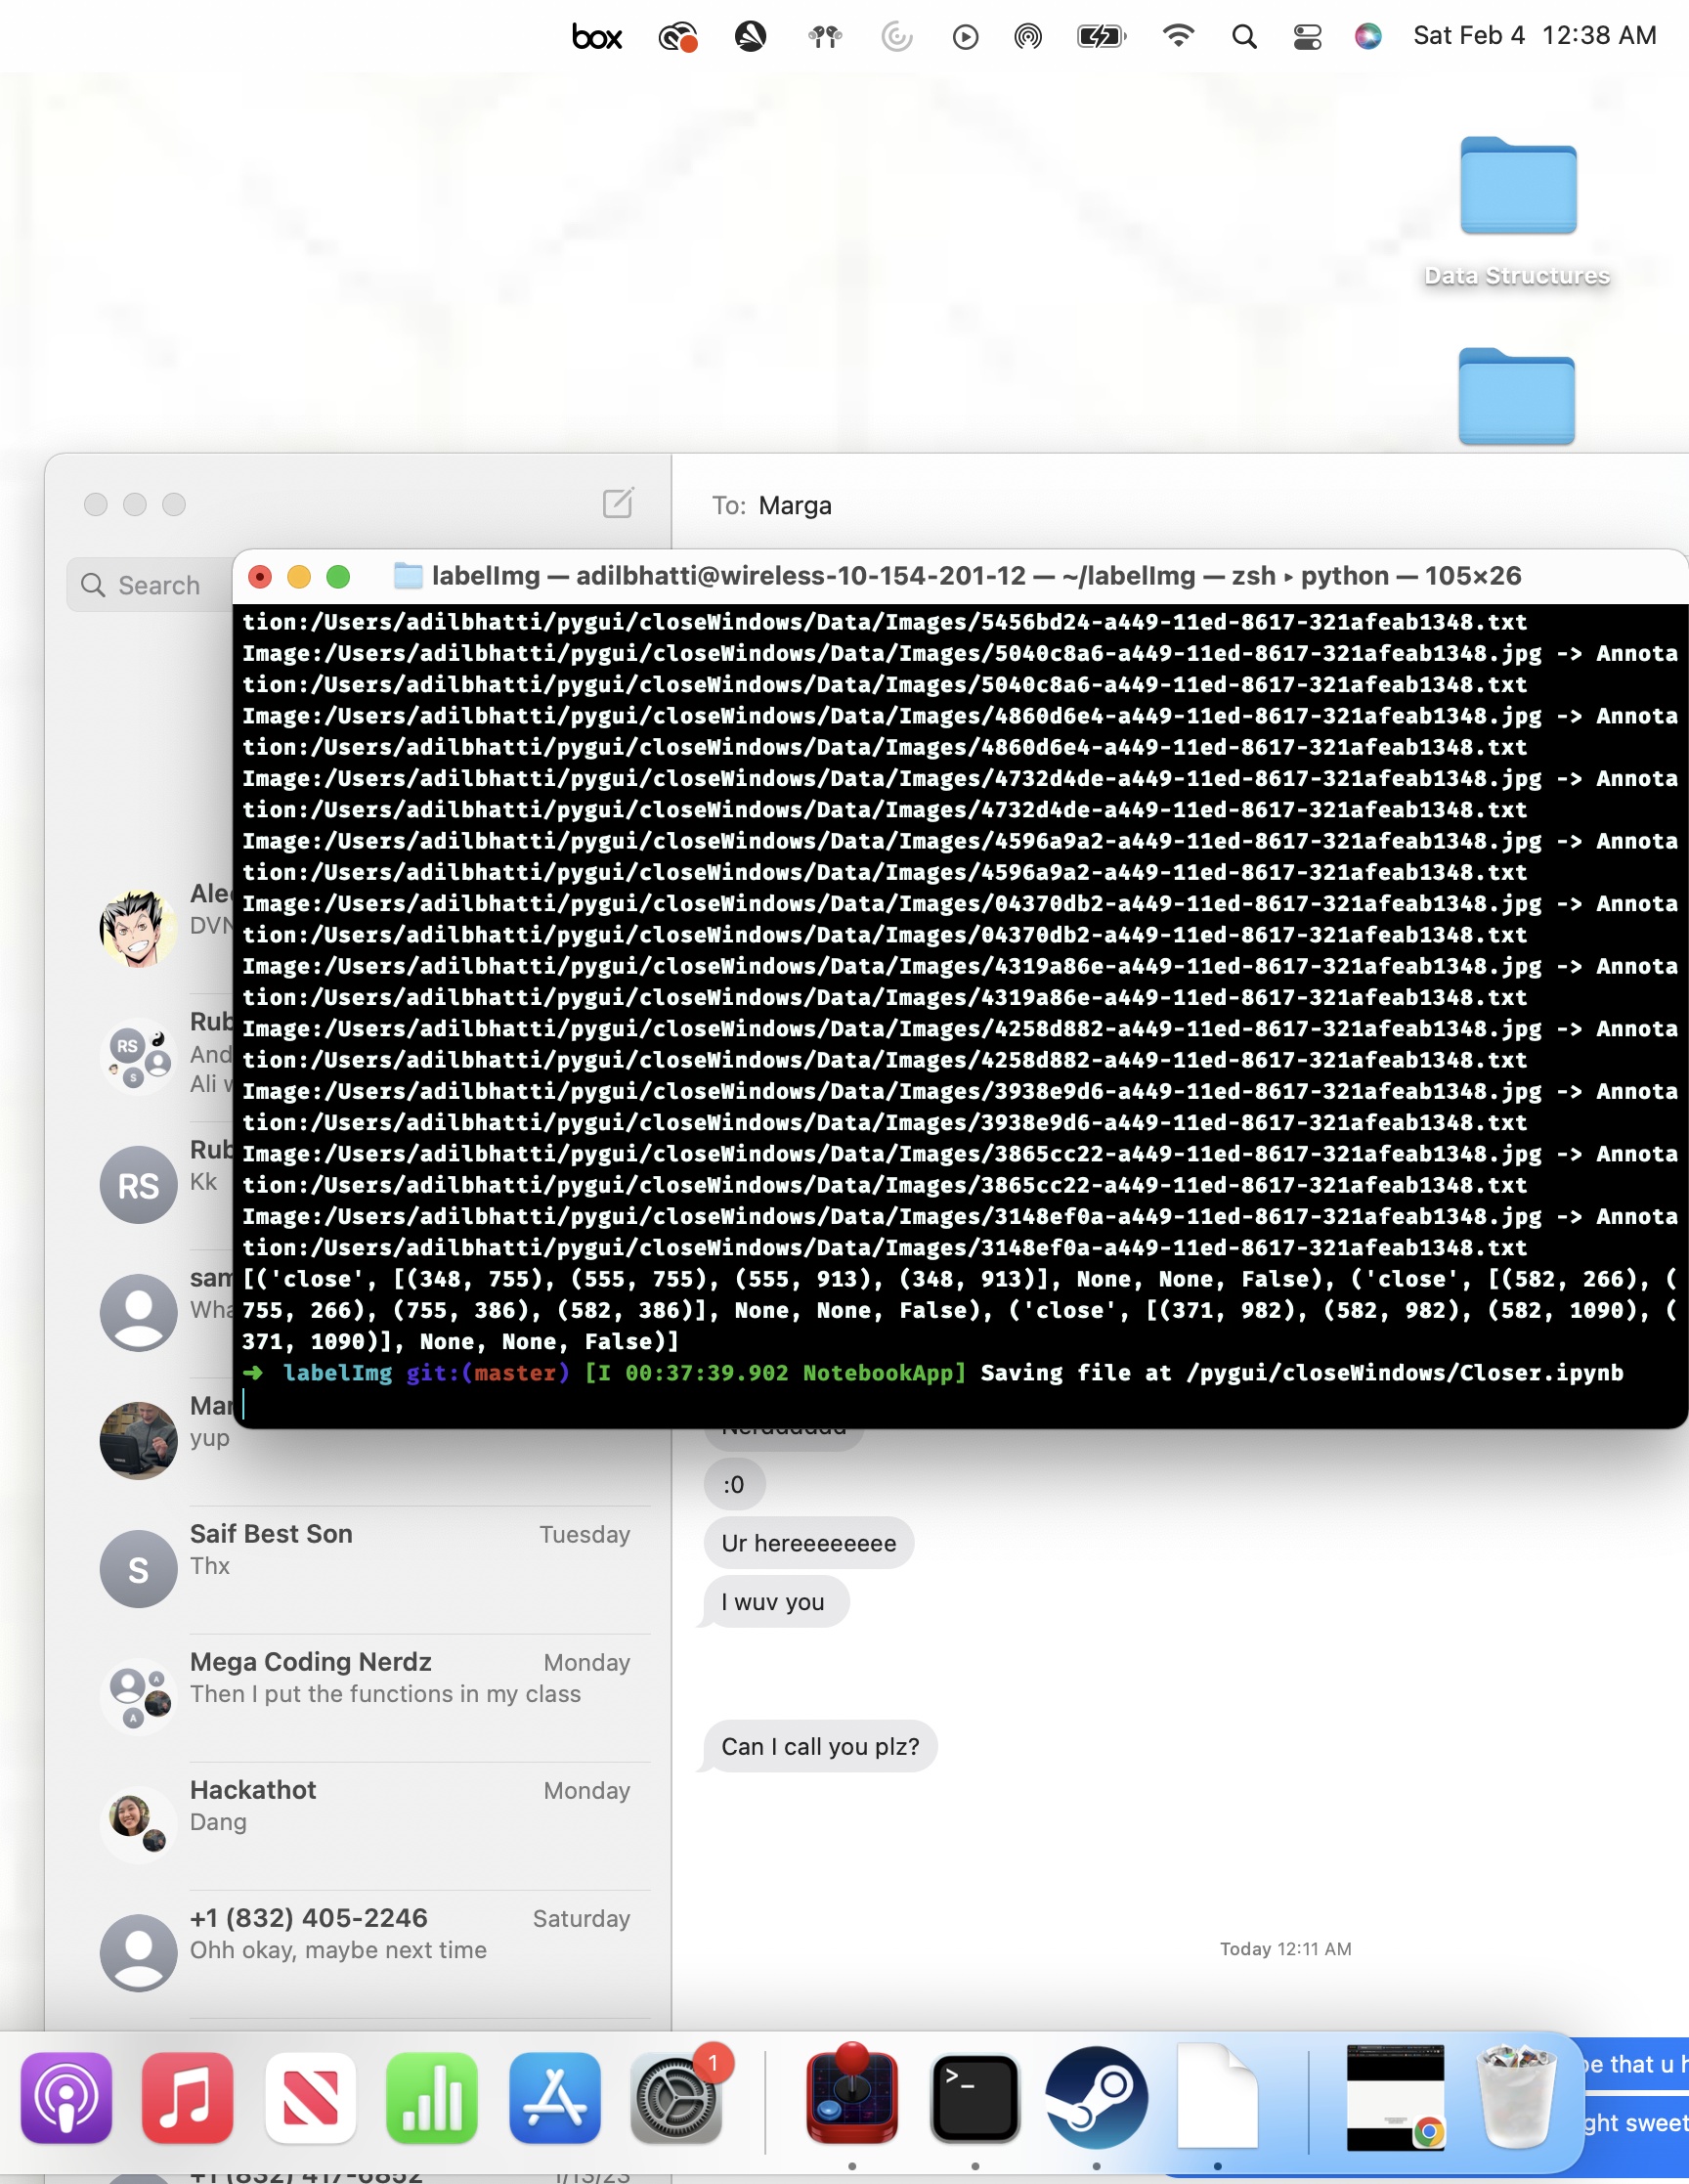 box
Sat Feb 4 12:38 AM
Data Structures
To: Marga
Search
labelImg — adilbhatti@wireless-10-154-201-12 — ~/labelImg — zsh ▸ python — 105×26
tion:/Users/adilbhatti/pygui/closeWindows/Data/Images/5456bd24-a449-11ed-8617-321afeab1348.txt
Image:/Users/adilbhatti/pygui/closeWindows/Data/Images/5040c8a6-a449-11ed-8617-321afeab1348.jpg -> Annota
tion:/Users/adilbhatti/pygui/closeWindows/Data/Images/5040c8a6-a449-11ed-8617-321afeab1348.txt
Image:/Users/adilbhatti/pygui/closeWindows/Data/Images/4860d6e4-a449-11ed-8617-321afeab1348.jpg -> Annota
tion:/Users/adilbhatti/pygui/closeWindows/Data/Images/4860d6e4-a449-11ed-8617-321afeab1348.txt
Image:/Users/adilbhatti/pygui/closeWindows/Data/Images/4732d4de-a449-11ed-8617-321afeab1348.jpg -> Annota
tion:/Users/adilbhatti/pygui/closeWindows/Data/Images/4732d4de-a449-11ed-8617-321afeab1348.txt
Image:/Users/adilbhatti/pygui/closeWindows/Data/Images/4596a9a2-a449-11ed-8617-321afeab1348.jpg -> Annota
tion:/Users/adilbhatti/pygui/closeWindows/Data/Images/4596a9a2-a449-11ed-8617-321afeab1348.txt
Image:/Users/adilbhatti/pygui/closeWindows/Data/Images/04370db2-a449-11ed-8617-321afeab1348.jpg -> Annota
tion:/Users/adilbhatti/pygui/closeWindows/Data/Images/04370db2-a449-11ed-8617-321afeab1348.txt
Image:/Users/adilbhatti/pygui/closeWindows/Data/Images/4319a86e-a449-11ed-8617-321afeab1348.jpg -> Annota
tion:/Users/adilbhatti/pygui/closeWindows/Data/Images/4319a86e-a449-11ed-8617-321afeab1348.txt
Image:/Users/adilbhatti/pygui/closeWindows/Data/Images/4258d882-a449-11ed-8617-321afeab1348.jpg -> Annota
tion:/Users/adilbhatti/pygui/closeWindows/Data/Images/4258d882-a449-11ed-8617-321afeab1348.txt
Image:/Users/adilbhatti/pygui/closeWindows/Data/Images/3938e9d6-a449-11ed-8617-321afeab1348.jpg -> Annota
tion:/Users/adilbhatti/pygui/closeWindows/Data/Images/3938e9d6-a449-11ed-8617-321afeab1348.txt
Image:/Users/adilbhatti/pygui/closeWindows/Data/Images/3865cc22-a449-11ed-8617-321afeab1348.jpg -> Annota
tion:/Users/adilbhatti/pygui/closeWindows/Data/Images/3865cc22-a449-11ed-8617-321afeab1348.txt
Image:/Users/adilbhatti/pygui/closeWindows/Data/Images/3148ef0a-a449-11ed-8617-321afeab1348.jpg -> Annota
tion:/Users/adilbhatti/pygui/closeWindows/Data/Images/3148ef0a-a449-11ed-8617-321afeab1348.txt
[('close', [(348, 755), (555, 755), (555, 913), (348, 913)], None, None, False), ('close', [(582, 266), (
755, 266), (755, 386), (582, 386)], None, None, False), ('close', [(371, 982), (582, 982), (582, 1090), (
371, 1090)], None, None, False)]
➜ labelImg git:(master) [I 00:37:39.902 NotebookApp] Saving file at /pygui/closeWindows/Closer.ipynb
DVN
RS
S
Rub
And
Ali w
RS
Rub
Kk
sam
Wha
Mar
yup
S
Saif Best Son
Tuesday
Thx
A
A
Mega Coding Nerdz
Monday
Then I put the functions in my class
Hackathot
Monday
Dang
+1 (832) 405-2246
Saturday
Ohh okay, maybe next time
:0
Ur hereeeeeeee
I wuv you
Can I call you plz?
Today 12:11 AM
be that u h
ght sweet
1
>_
+1 (832) 417-6852
1/13/23